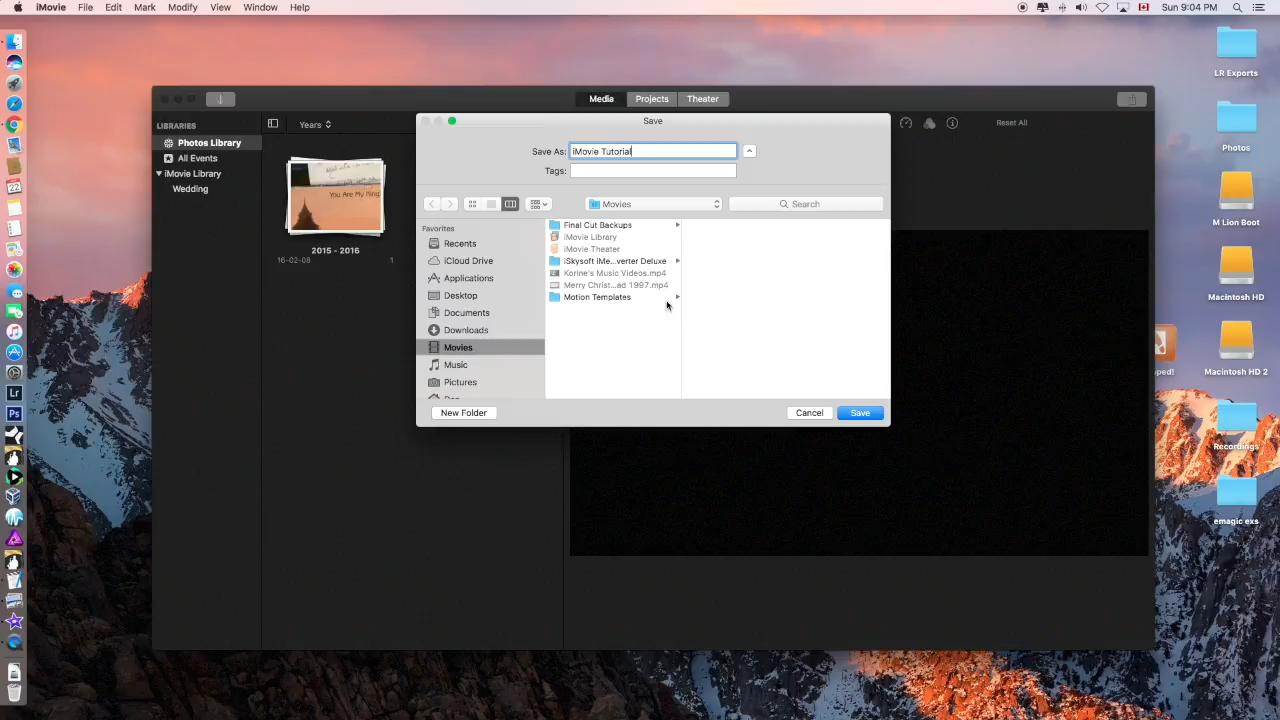 iMovie File Edit Mark Modify View Window Help
Sun 9:04 PM
Media Projects Theater
LIBRARIES
Photos Library
All Events
iMovie Library
Wedding
Years
You Are My King
2015 - 2016
16-02-08 1
Reset All
Save
Save As: iMovie Tutorial
Tags:
Movies
Search
Favorites
Recents
iCloud Drive
Applications
Desktop
Documents
Downloads
Movies
Music
Pictures
Final Cut Backups
iMovie Library
iMovie Theater
iSkysoft iMe...verter Deluxe
Korine's Music Videos.mp4
Merry Christ...ad 1997.mp4
Motion Templates
New Folder
Cancel Save
LR Exports
Photos
M Lion Boot
Macintosh HD
Macintosh HD 2
Recordings
emagic exs
22
Lr
Ps